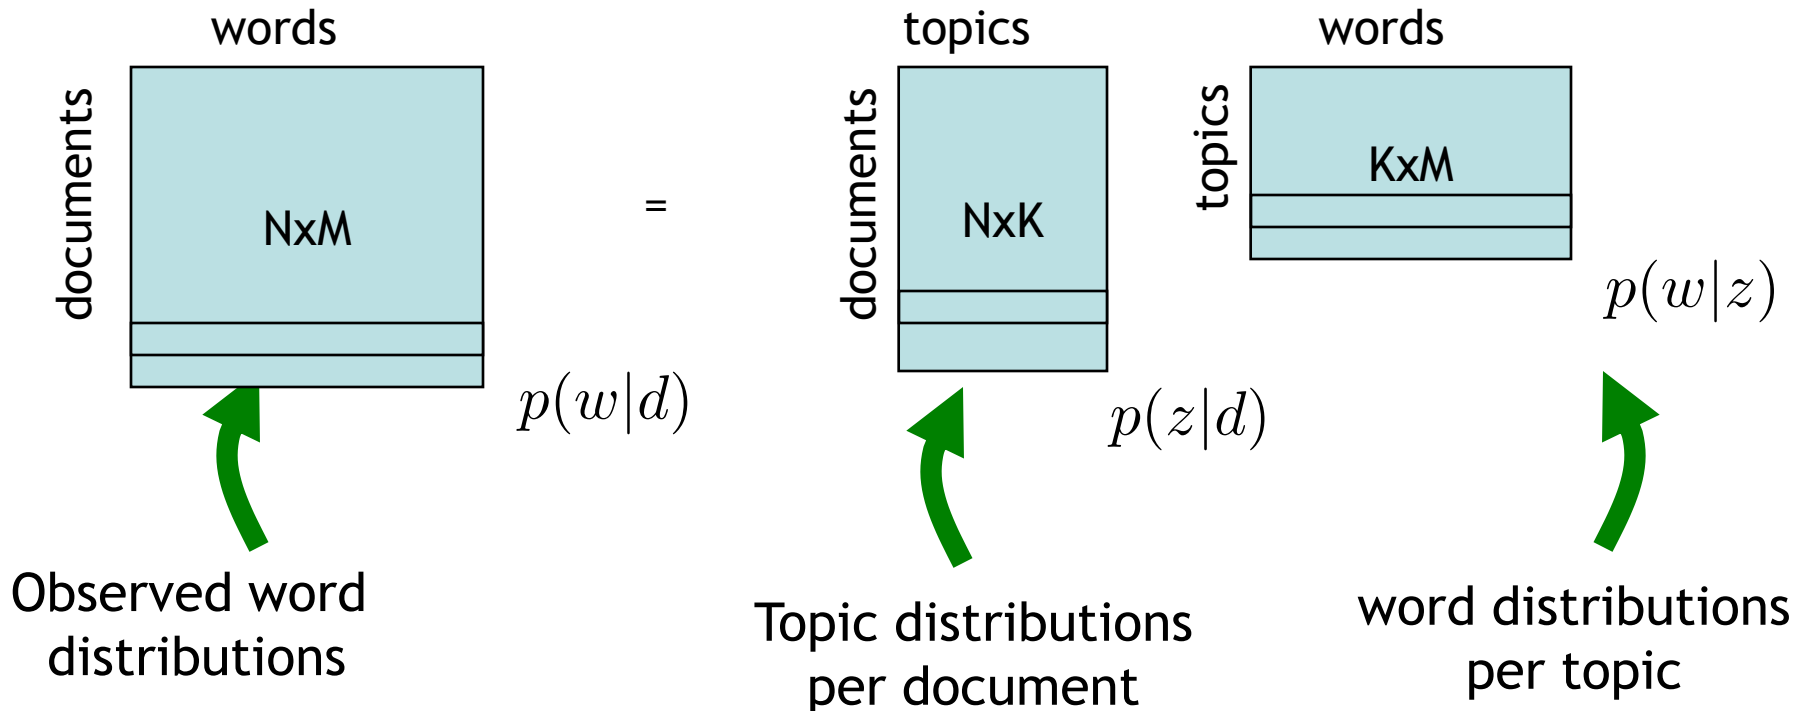 words
documents
NxM
p(w|d)
Observed word
distributions
=
topics
documents
NxK
p(z|d)
Topic distributions
per document
words
topics
KxM
p(w|z)
word distributions
per topic